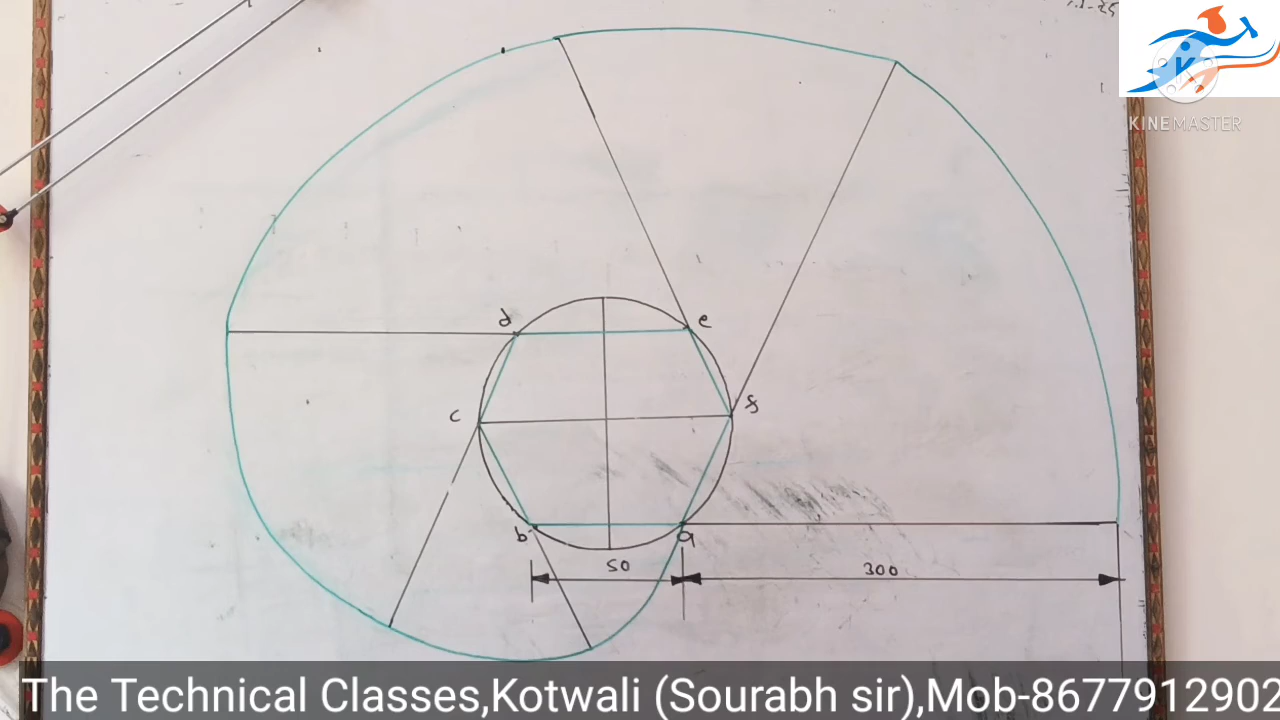 K
KINEMASTER
d
e
c
f
b
a
50
300
The Technical Classes,Kotwali (Sourabh sir),Mob-8677912902